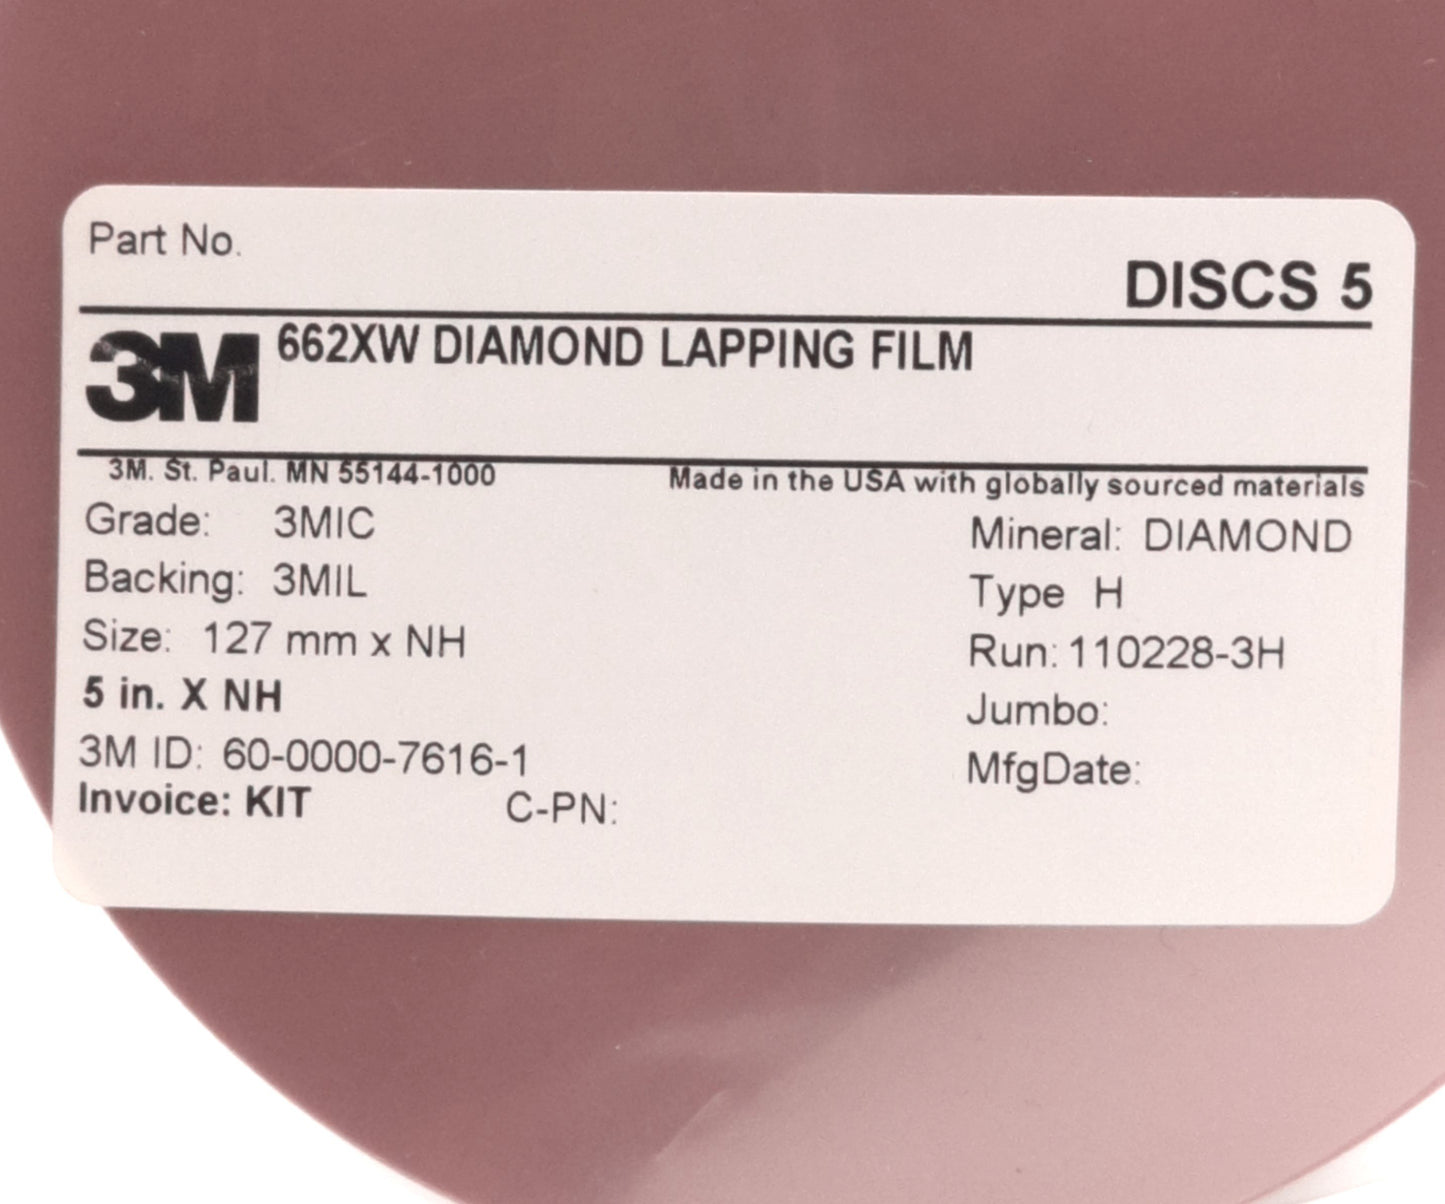 Part No.
DISCS 5
3M 662XW DIAMOND LAPPING FILM
3M. St. Paul. MN 55144-1000 Made in the USA with globally sourced materials
Grade: 3MIC Mineral: DIAMOND
Backing: 3MIL Type H
Size: 127 mm x NH Run: 110228-3H
5 in. X NH Jumbo:
3M ID: 60-0000-7616-1 MfgDate:
Invoice: KIT C-PN: